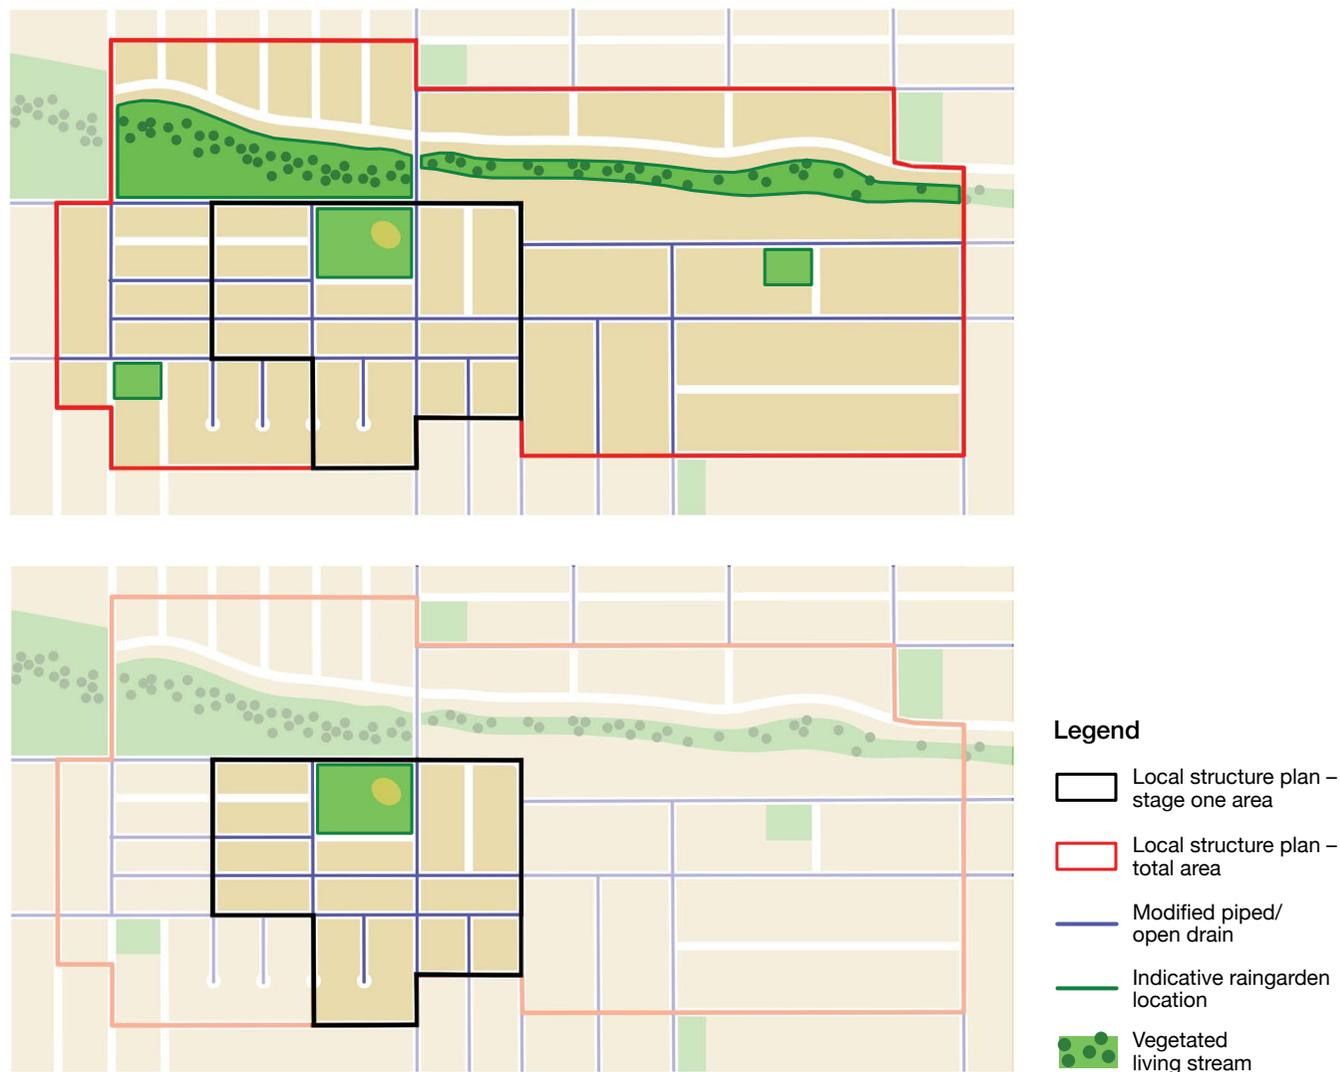 Legend
Local structure plan –
stage one area
Local structure plan –
total area
Modified piped/
open drain
Indicative raingarden
location
Vegetated
living stream